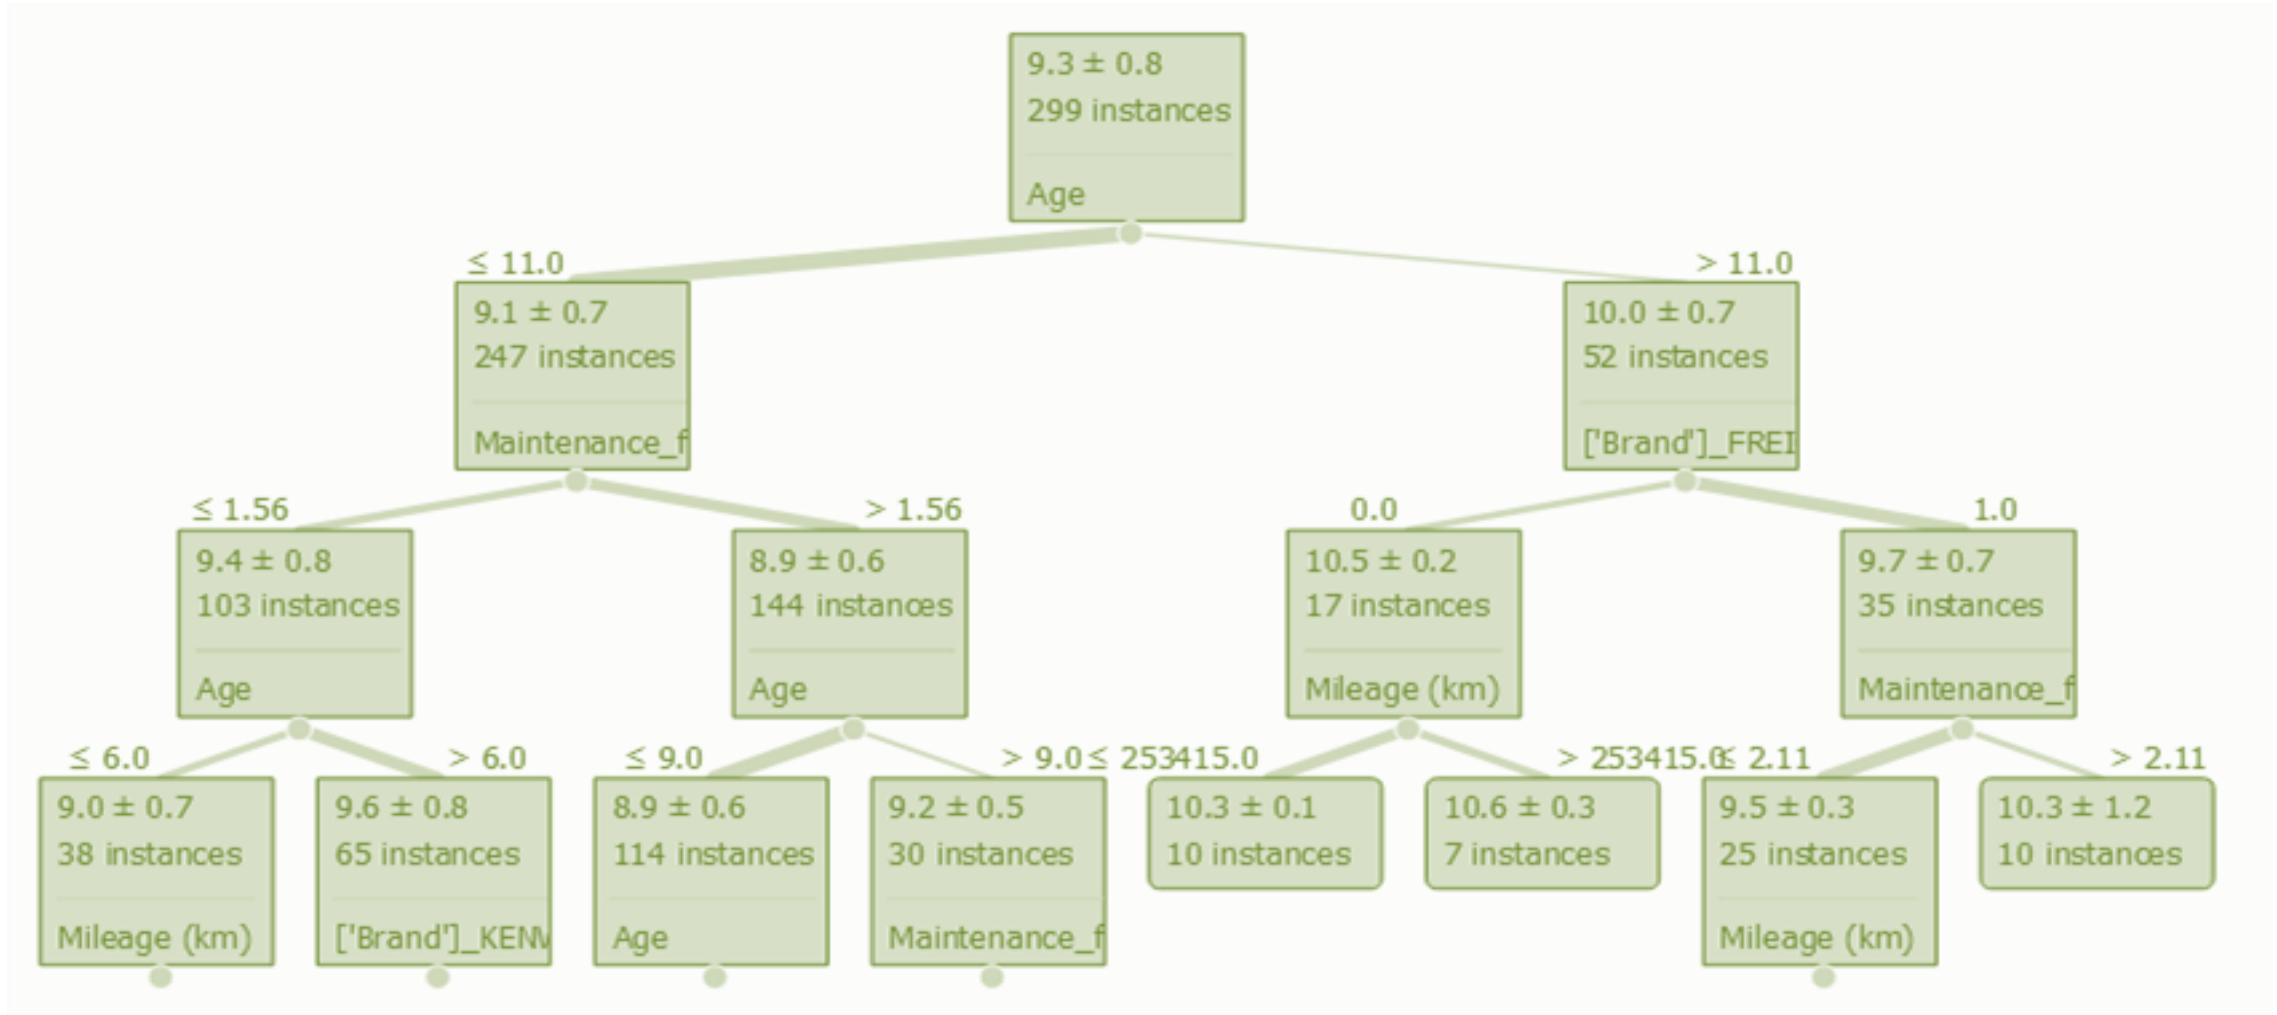 9.3 ± 0.8
299 instances
Age
≤ 11.0
> 11.0
9.1 ± 0.7
247 instances
Maintenance_f
10.0 ± 0.7
52 instances
['Brand']_FREI
≤ 1.56
> 1.56
0.0
1.0
9.4 ± 0.8
103 instances
Age
8.9 ± 0.6
144 instances
Age
10.5 ± 0.2
17 instances
Mileage (km)
9.7 ± 0.7
35 instances
Maintenance_f
≤ 6.0
> 6.0
≤ 9.0
> 9.0
≤ 253415.0
> 253415.0
≤ 2.11
> 2.11
9.0 ± 0.7
38 instances
Mileage (km)
9.6 ± 0.8
65 instances
['Brand']_KENW
8.9 ± 0.6
114 instances
Age
9.2 ± 0.5
30 instances
Maintenance_f
10.3 ± 0.1
10 instances
10.6 ± 0.3
7 instances
9.5 ± 0.3
25 instances
Mileage (km)
10.3 ± 1.2
10 instances